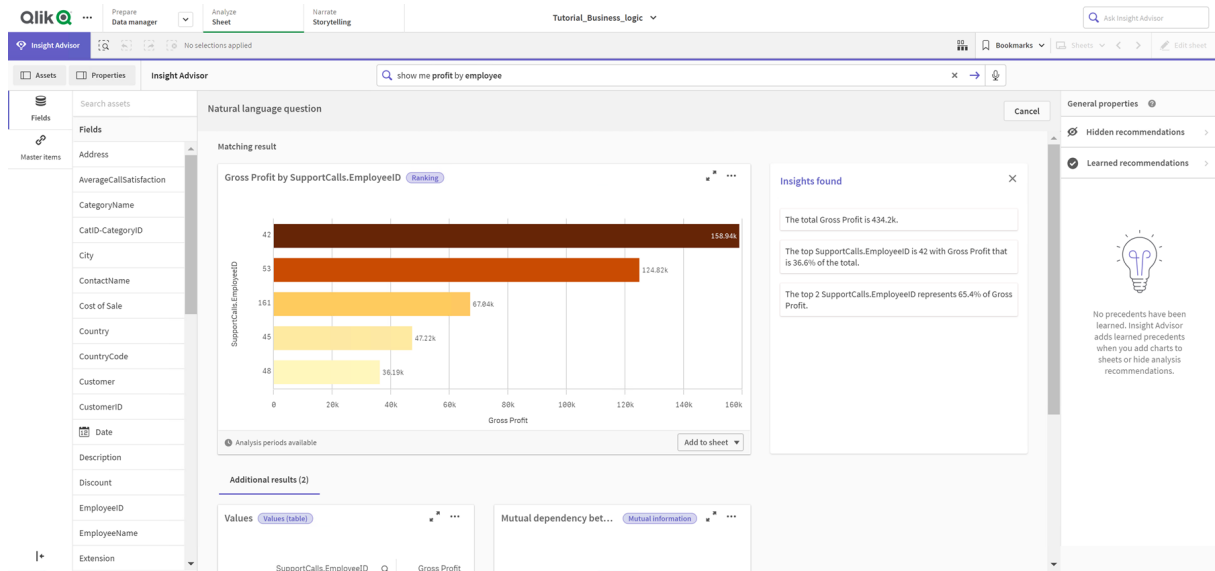 Qlik
Prepare
Data manager
Analyze
Sheet
Narrate
Storytelling
Tutorial_Business_logic
Ask Insight Advisor
Insight Advisor
No selections applied
Bookmarks
Sheets
Edit sheet
Assets
Properties
Insight Advisor
show me profit by employee
Fields
Master items
Search assets
Fields
Address
AverageCallSatisfaction
CategoryName
CatID-CategoryID
City
ContactName
Cost of Sale
Country
CountryCode
Customer
CustomerID
Date
Description
Discount
EmployeeID
EmployeeName
Extension
Natural language question
Cancel
Matching result
Gross Profit by SupportCalls.EmployeeID
Ranking
SupportCalls.EmployeeID
42
158.94k
53
124.82k
161
67.04k
45
47.22k
48
36.19k
0 20k 40k 60k 80k 100k 120k 140k 160k
Gross Profit
Analysis periods available
Add to sheet
Insights found
The total Gross Profit is 434.2k.
The top SupportCalls.EmployeeID is 42 with Gross Profit that
is 36.6% of the total.
The top 2 SupportCalls.EmployeeID represents 65.4% of Gross
Profit.
Additional results (2)
Values
Values (table)
SupportCalls.EmployeeID
Gross Profit
Mutual dependency bet...
Mutual information
General properties
Hidden recommendations
Learned recommendations
No precedents have been
learned. Insight Advisor
adds learned precedents
when you add charts to
sheets or hide analysis
recommendations.